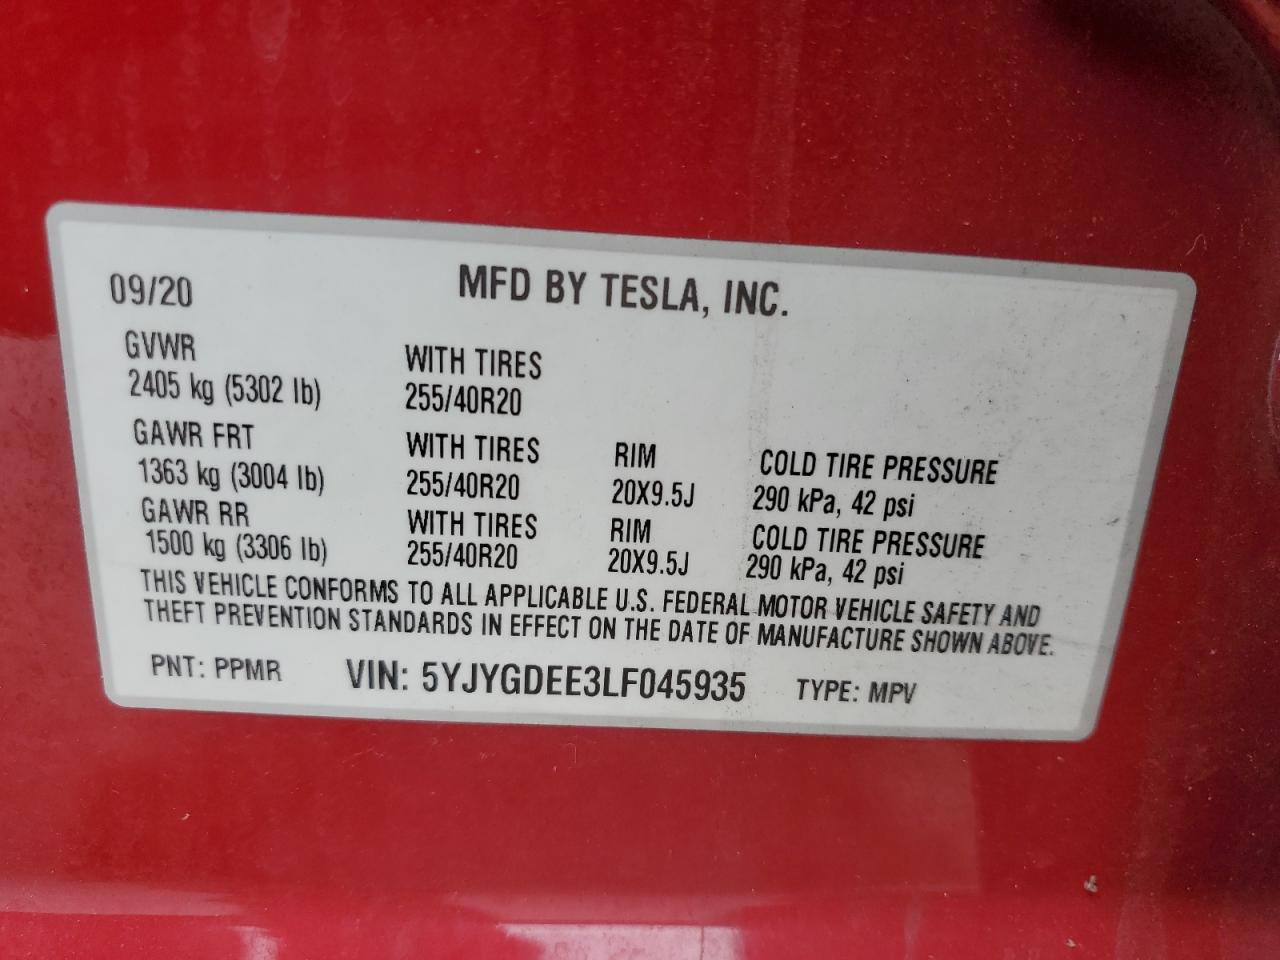 09/20 MFD BY TESLA, INC.
GVWR WITH TIRES
2405 kg (5302 lb) 255/40R20
GAWR FRT WITH TIRES RIM COLD TIRE PRESSURE
1363 kg (3004 lb) 255/40R20 20X9.5J 290 kPa, 42 psi
GAWR RR WITH TIRES RIM COLD TIRE PRESSURE
1500 kg (3306 lb) 255/40R20 20X9.5J 290 kPa, 42 psi
THIS VEHICLE CONFORMS TO ALL APPLICABLE U.S. FEDERAL MOTOR VEHICLE SAFETY AND
THEFT PREVENTION STANDARDS IN EFFECT ON THE DATE OF MANUFACTURE SHOWN ABOVE.
PNT: PPMR VIN: 5YJYGDEE3LF045935 TYPE: MPV